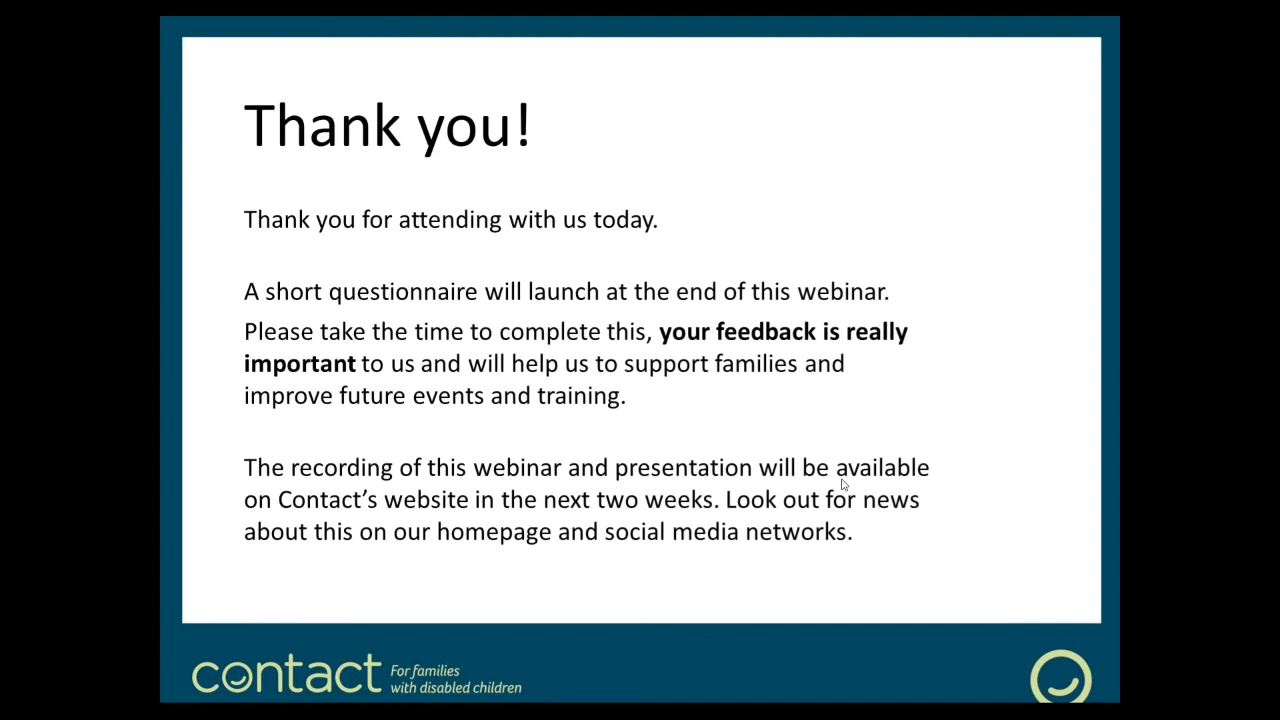 Thank you!
Thank you for attending with us today.
A short questionnaire will launch at the end of this webinar.
Please take the time to complete this, your feedback is really
important to us and will help us to support families and
improve future events and training.
The recording of this webinar and presentation will be available
on Contact’s website in the next two weeks. Look out for news
about this on our homepage and social media networks.
contact
For families
with disabled children